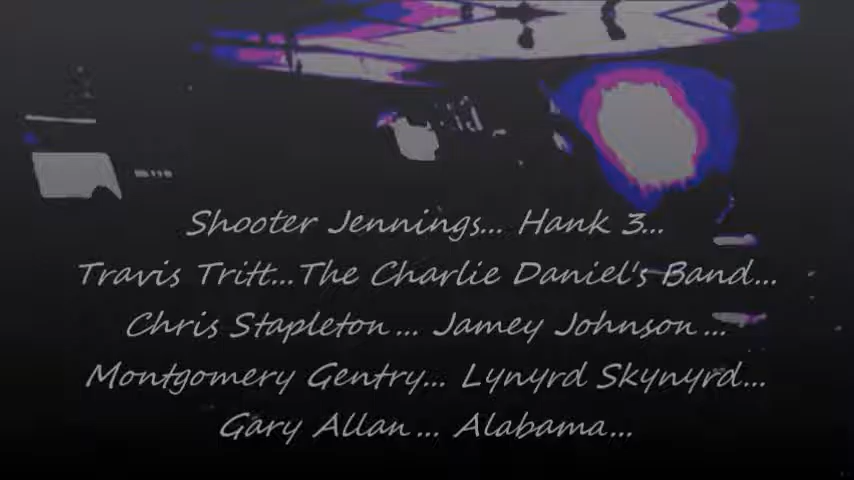 Shooter Jennings... Hank 3...
Travis Tritt...The Charlie Daniel's Band...
Chris Stapleton ... Jamey Johnson ...
Montgomery Gentry... Lynyrd Skynyrd...
Gary Allan ... Alabama...